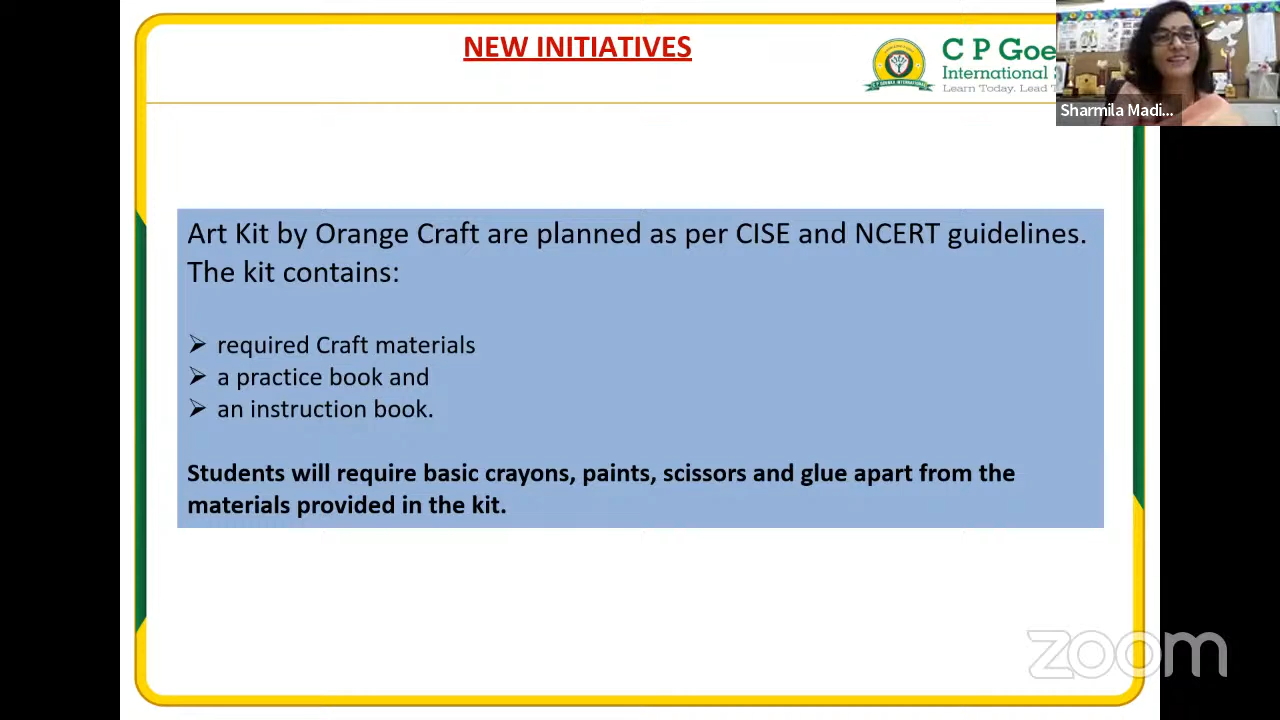 NEW INITIATIVES
C P Goe
International S
Learn Today. Lead T
Sharmila Madi...
Art Kit by Orange Craft are planned as per CISE and NCERT guidelines.
The kit contains:
➢ required Craft materials
➢ a practice book and
➢ an instruction book.
Students will require basic crayons, paints, scissors and glue apart from the
materials provided in the kit.
zoom